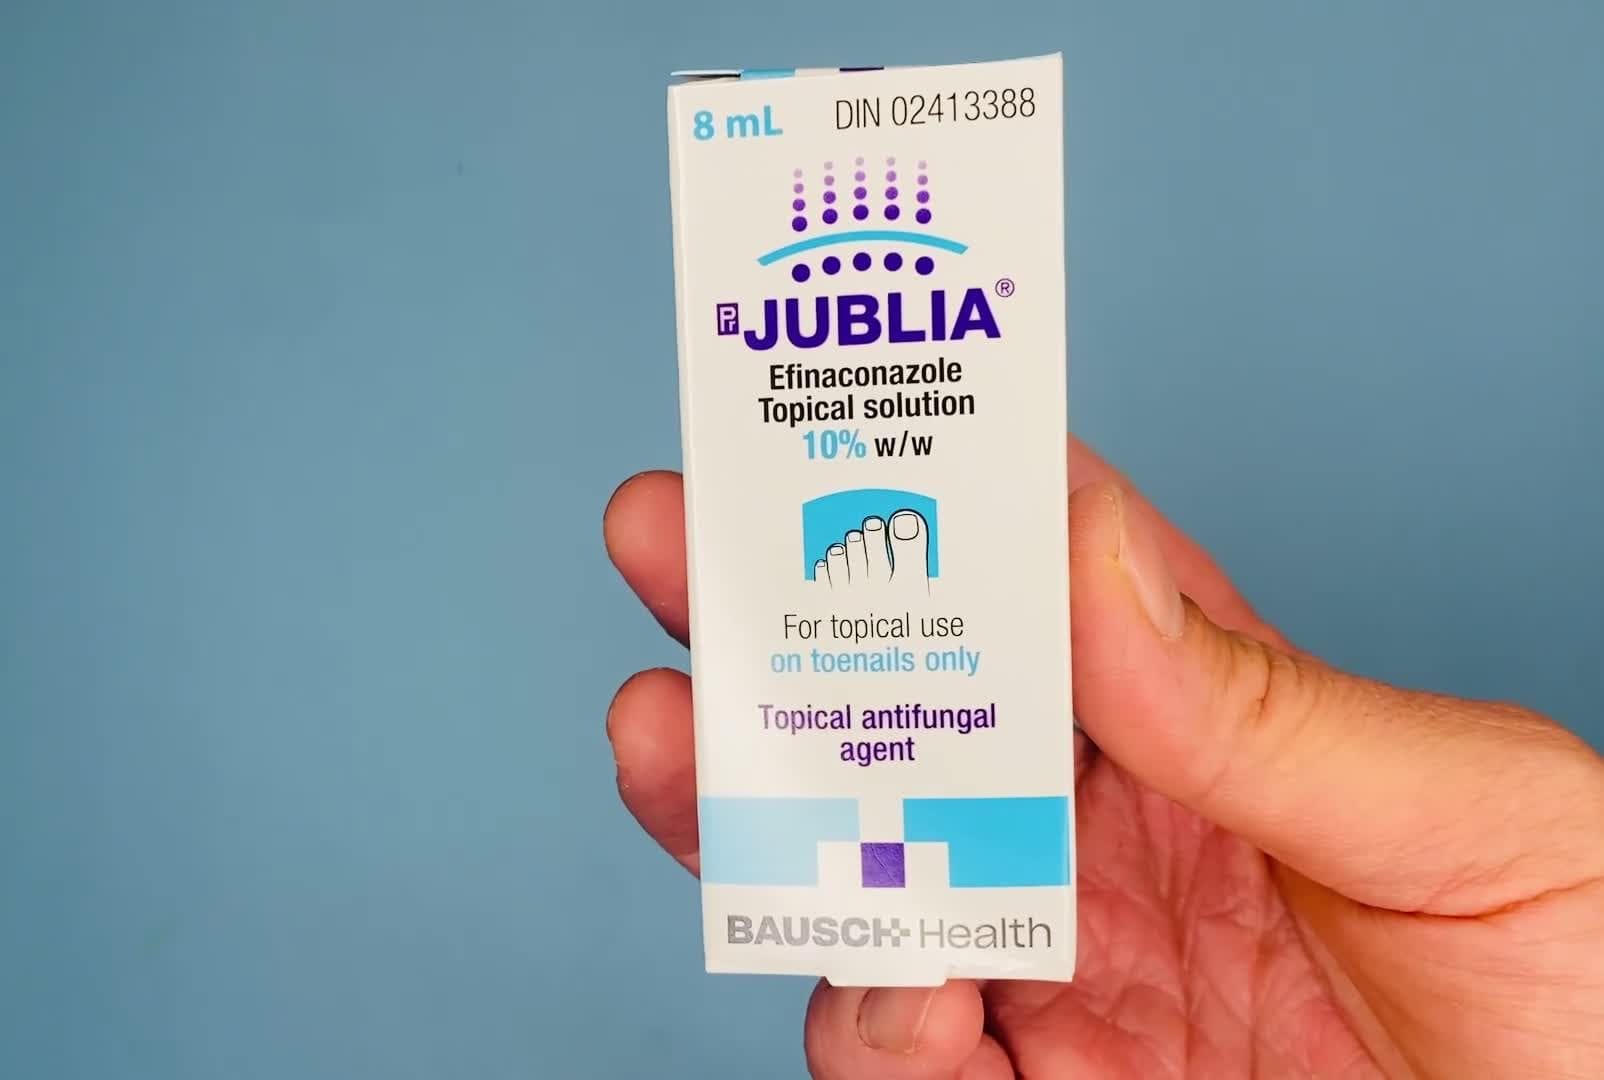 8 mL DIN 02413388
Pr JUBLIA®
Efinaconazole
Topical solution
10% w/w
For topical use
on toenails only
Topical antifungal
agent
BAUSCH+Health